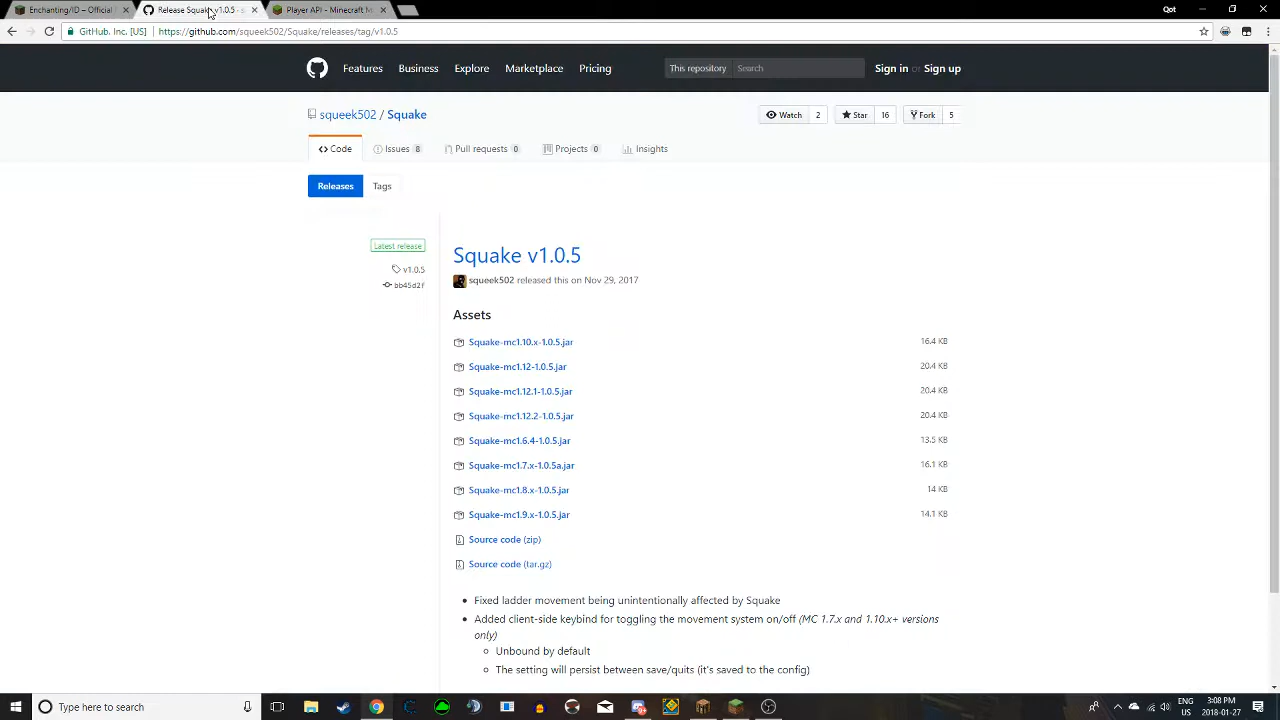 Enchanting/ID – Official
Release Squake v1.0.5 · s
Player API - Minecraft M
Qot
GitHub, Inc. [US]
https://github.com/squeek502/Squake/releases/tag/v1.0.5
Features Business Explore Marketplace Pricing
This repository Search
Sign in or Sign up
squeek502 / Squake
Watch 2
Star 16
Fork 5
Code
Issues 8
Pull requests 0
Projects 0
Insights
Releases
Tags
Latest release
v1.0.5
bb45d2f
Squake v1.0.5
squeek502 released this on Nov 29, 2017
Assets
Squake-mc1.10.x-1.0.5.jar 16.4 KB
Squake-mc1.12-1.0.5.jar 20.4 KB
Squake-mc1.12.1-1.0.5.jar 20.4 KB
Squake-mc1.12.2-1.0.5.jar 20.4 KB
Squake-mc1.6.4-1.0.5.jar 13.5 KB
Squake-mc1.7.x-1.0.5a.jar 16.1 KB
Squake-mc1.8.x-1.0.5.jar 14 KB
Squake-mc1.9.x-1.0.5.jar 14.1 KB
Source code (zip)
Source code (tar.gz)
Fixed ladder movement being unintentionally affected by Squake
Added client-side keybind for toggling the movement system on/off (MC 1.7.x and 1.10.x+ versions
only)
Unbound by default
The setting will persist between save/quits (it's saved to the config)
Type here to search
ENG
US
3:08 PM
2018-01-27